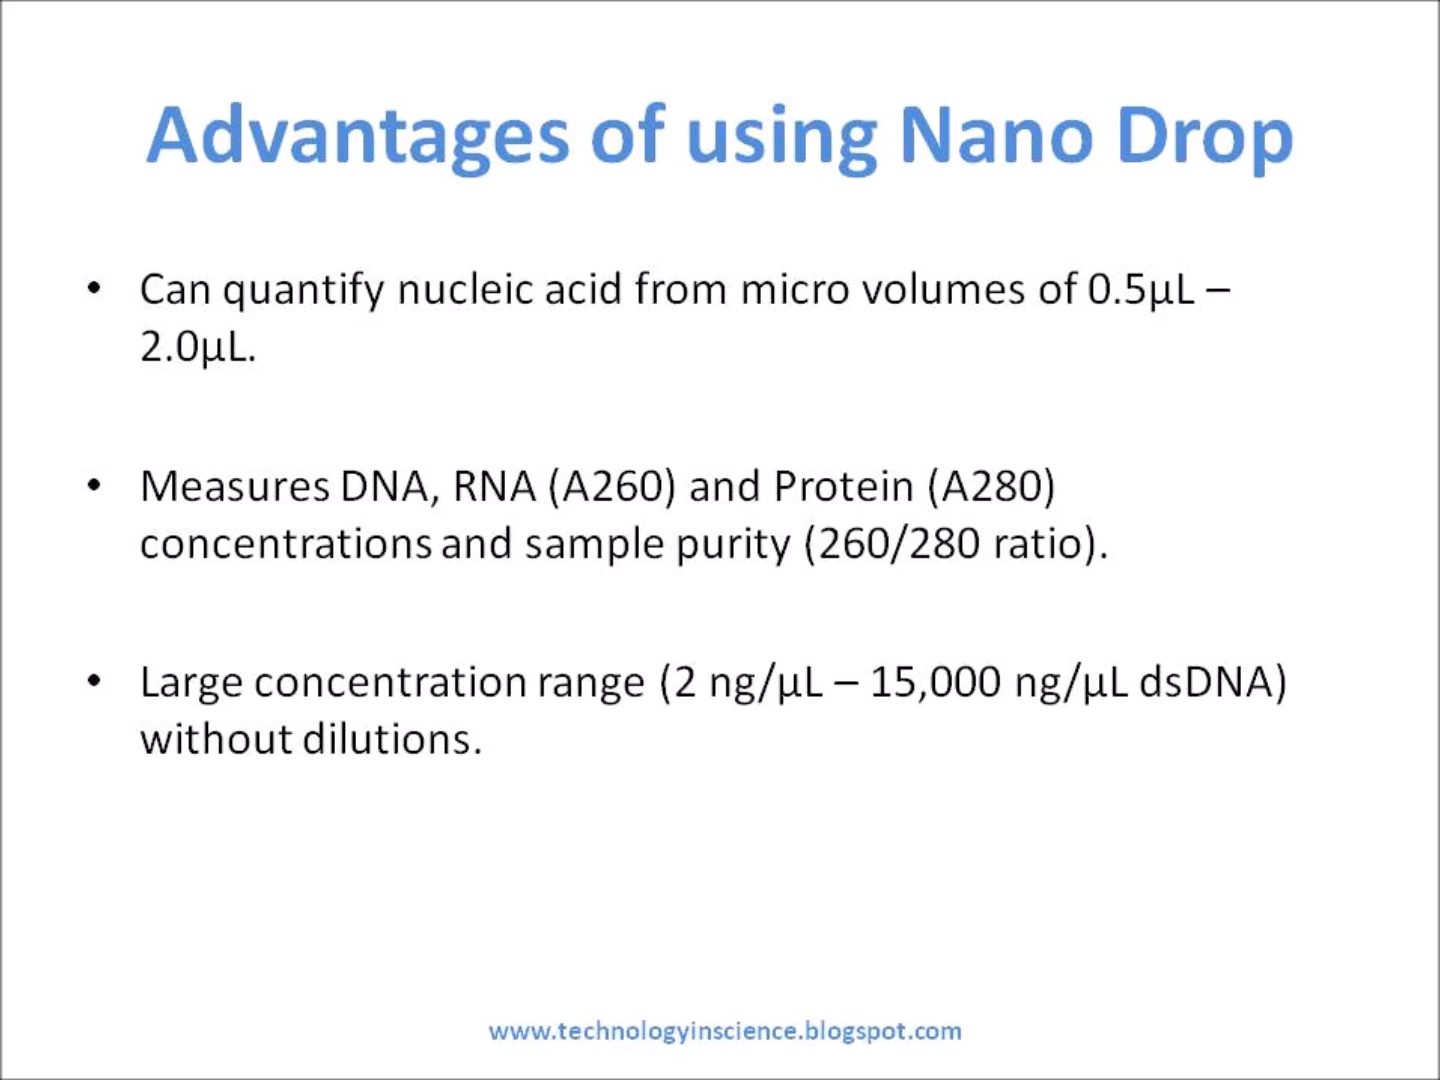 Advantages of using Nano Drop
• Can quantify nucleic acid from micro volumes of 0.5µL –
2.0µL.
• Measures DNA, RNA (A260) and Protein (A280)
concentrations and sample purity (260/280 ratio).
• Large concentration range (2 ng/µL – 15,000 ng/µL dsDNA)
without dilutions.
www.technologyinscience.blogspot.com